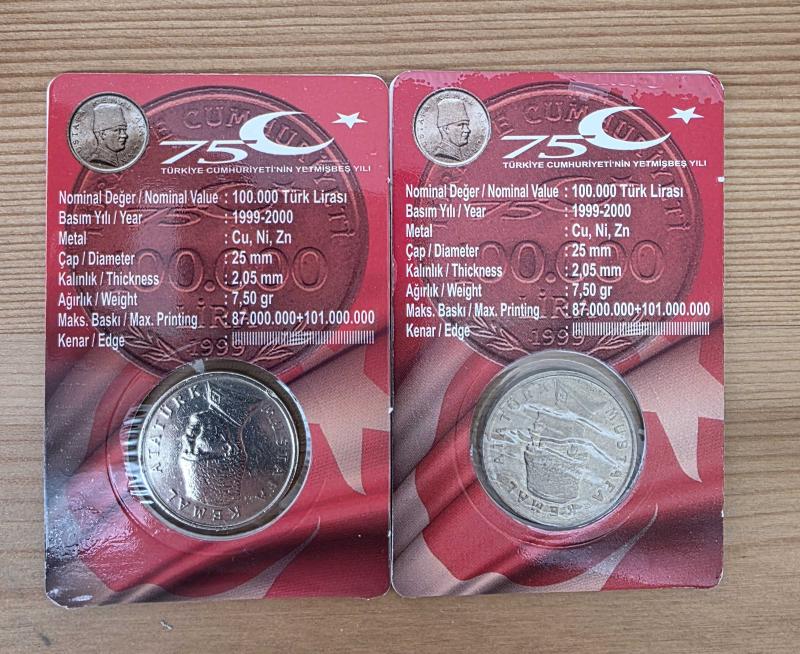 75
TÜRKİYE CUMHURİYETİ'NİN YETMİŞBEŞ YILI
Nominal Değer / Nominal Value : 100.000 Türk Lirası
Basım Yılı / Year : 1999-2000
Metal : Cu, Ni, Zn
Çap / Diameter : 25 mm
Kalınlık / Thickness : 2,05 mm
Ağırlık / Weight : 7,50 gr
Maks. Baskı / Max. Printing : 87.000.000+101.000.000
Kenar / Edge :
1999
MUSTAFA KEMAL ATATÜRK
75
TÜRKİYE CUMHURİYETİ'NİN YETMİŞBEŞ YILI
Nominal Değer / Nominal Value : 100.000 Türk Lirası
Basım Yılı / Year : 1999-2000
Metal : Cu, Ni, Zn
Çap / Diameter : 25 mm
Kalınlık / Thickness : 2,05 mm
Ağırlık / Weight : 7,50 gr
Maks. Baskı / Max. Printing : 87.000.000+101.000.000
Kenar / Edge :
1999
MUSTAFA KEMAL ATATÜRK